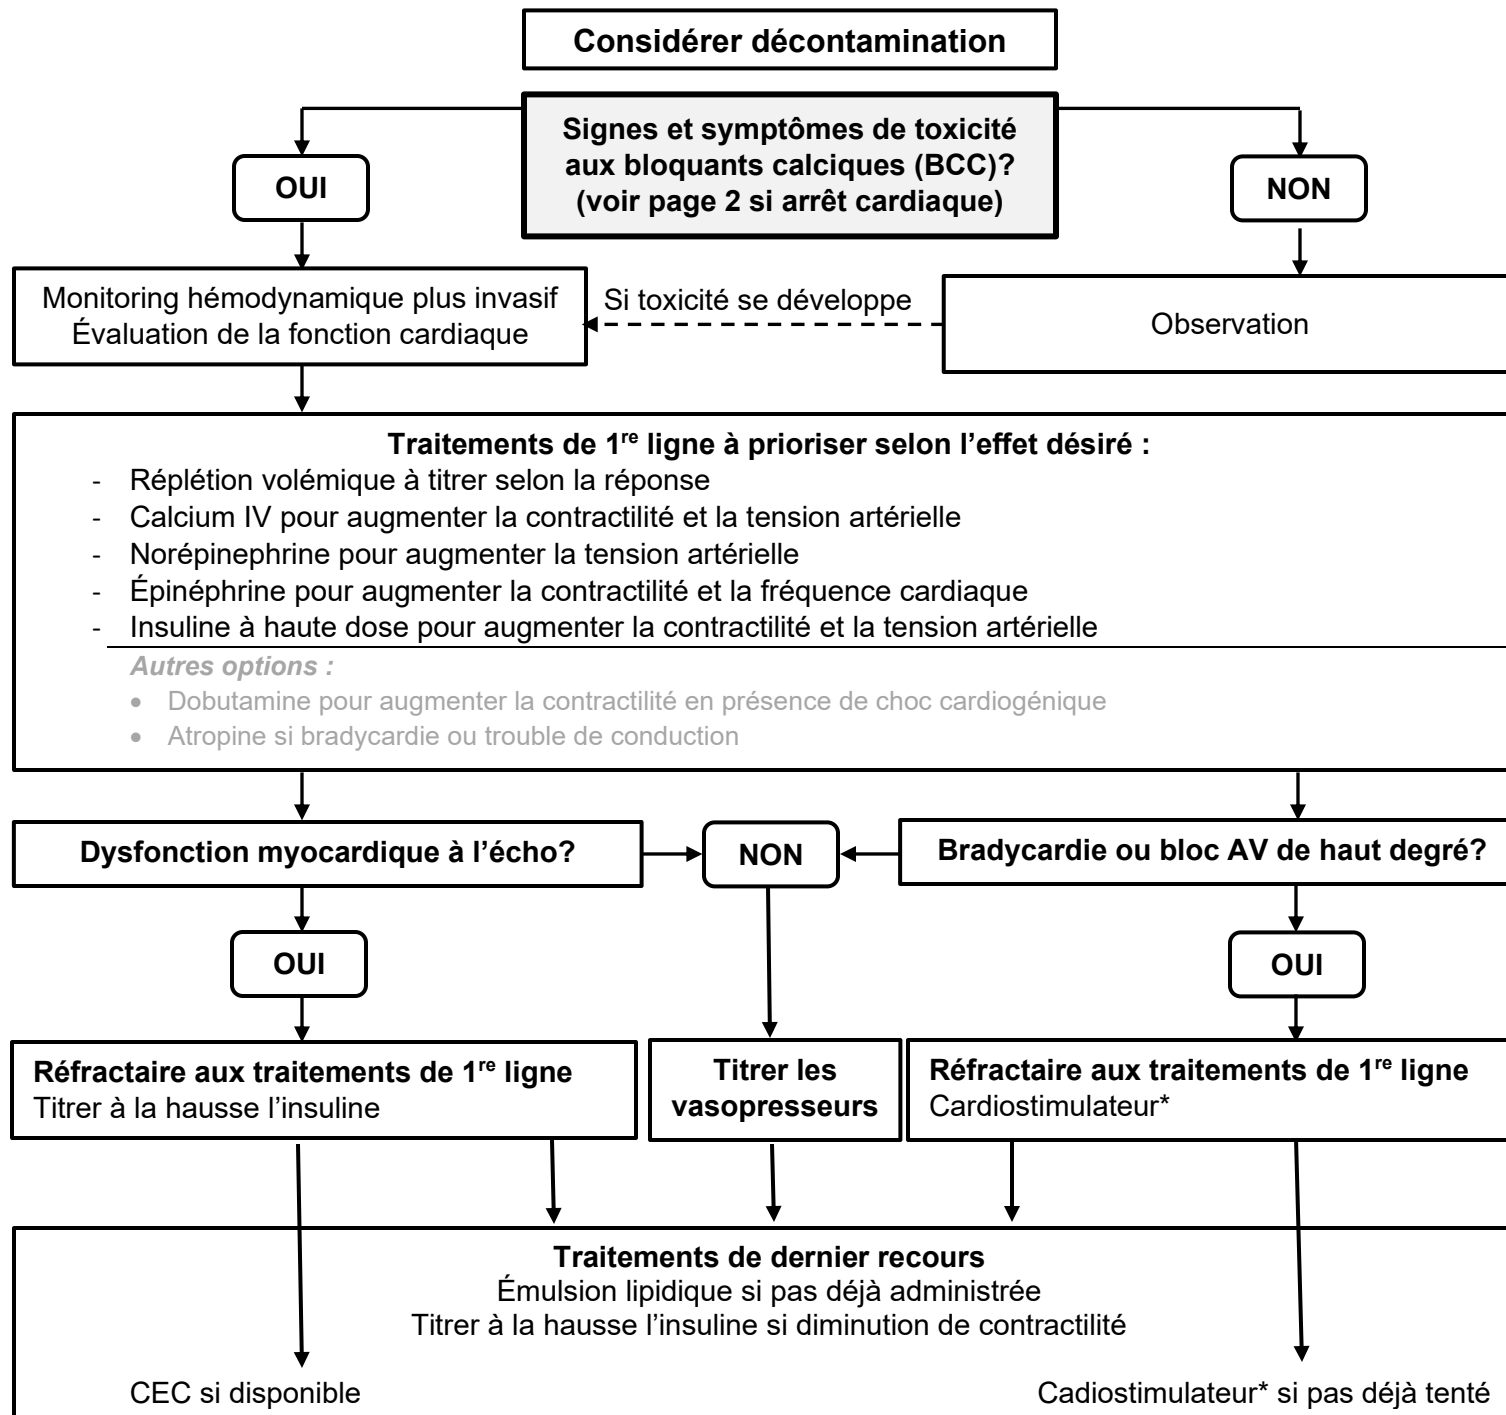 Considérer décontamination
Signes et symptômes de toxicité
aux bloquants calciques (BCC)?
(voir page 2 si arrêt cardiaque)
OUI
NON
Monitoring hémodynamique plus invasif
Évaluation de la fonction cardiaque
Si toxicité se développe
Observation
Traitements de 1re ligne à prioriser selon l’effet désiré :
- Réplétion volémique à titrer selon la réponse
- Calcium IV pour augmenter la contractilité et la tension artérielle
- Norépinephrine pour augmenter la tension artérielle
- Épinéphrine pour augmenter la contractilité et la fréquence cardiaque
- Insuline à haute dose pour augmenter la contractilité et la tension artérielle
Autres options :
• Dobutamine pour augmenter la contractilité en présence de choc cardiogénique
• Atropine si bradycardie ou trouble de conduction
Dysfonction myocardique à l’écho?
NON
Bradycardie ou bloc AV de haut degré?
OUI
OUI
Réfractaire aux traitements de 1re ligne
Titrer à la hausse l’insuline
Titrer les
vasopresseurs
Réfractaire aux traitements de 1re ligne
Cardiostimulateur*
Traitements de dernier recours
Émulsion lipidique si pas déjà administrée
Titrer à la hausse l’insuline si diminution de contractilité
CEC si disponible
Cadiostimulateur* si pas déjà tenté